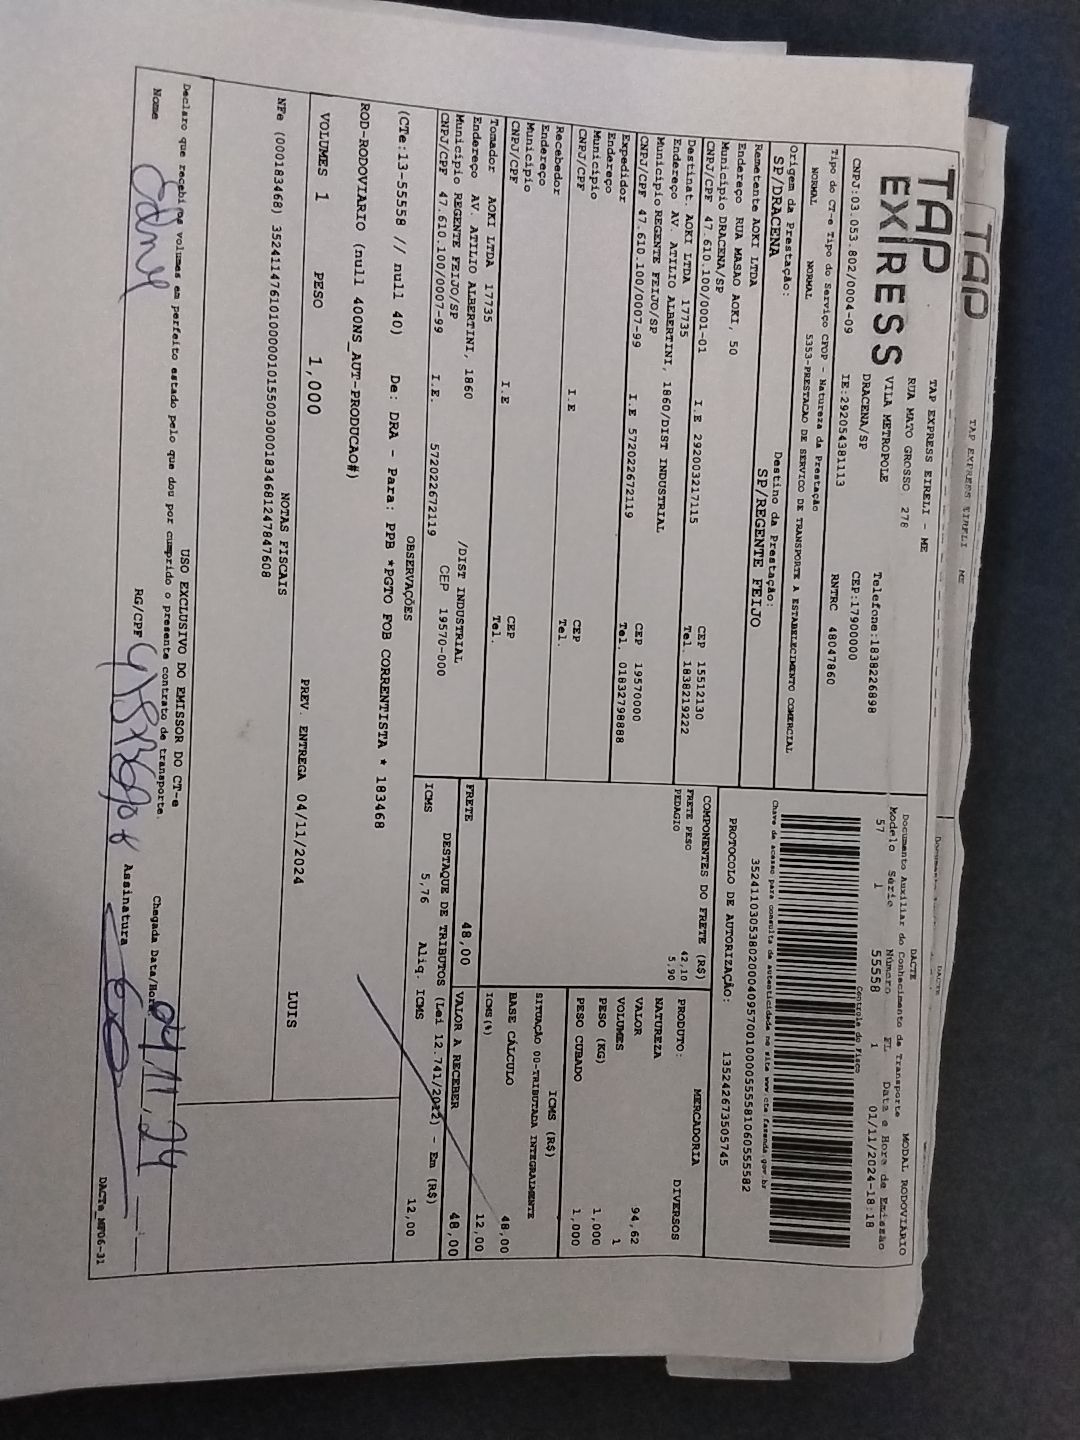 TAP
TAP EXPRESS EIRELI - ME
TAP
EXPRESS
TAP EXPRESS EIRELI - ME
RUA MATO GROSSO 278
VILA METROPOLE
DRACENA/SP
Telefone:1838226898
CEP:17900000
CNPJ:03.053.802/0004-09 IE:292054381113 RNTRC 48047860
DACTE
Documento Auxiliar do Conhecimento de Transporte MODAL RODOVIARIO
Modelo Série Número FL Data e Hora de Emissão
57 1 55558 1 01/11/2024-18:18
Controle do Fisco
Chave de acesso para consulta de autenticidade no site www.cte.fazenda.gov.br
35241103053802000409570010000555581060555582
PROTOCOLO DE AUTORIZAÇÃO: 135242673505745
Tipo do CT-e Tipo do Serviço CFOP - Natureza da Prestação
NORMAL NORMAL 5353-PRESTACAO DE SERVICO DE TRANSPORTE A ESTABELECIMENTO COMERCIAL
Origem da Prestação: Destino da Prestação:
SP/DRACENA SP/REGENTE FEIJO
Remetente AOKI LTDA
Endereço RUA MASAO AOKI, 50
Município DRACENA/SP CEP 15512130
CNPJ/CPF 47.610.100/0001-01 I.E 292003217115 Tel. 1838219222
Destinat. AOKI LTDA 17735
Endereço AV. ATILIO ALBERTINI, 1860/DIST INDUSTRIAL
Município REGENTE FEIJO/SP CEP 19570000
CNPJ/CPF 47.610.100/0007-99 I.E 572022672119 Tel. 01832798888
Expedidor
Endereço
Município CEP
CNPJ/CPF I.E Tel.
Recebedor
Endereço
Município CEP
CNPJ/CPF I.E Tel.
Tomador AOKI LTDA 17735
Endereço AV. ATILIO ALBERTINI, 1860 /DIST INDUSTRIAL
Município REGENTE FEIJO/SP CEP 19570-000
CNPJ/CPF 47.610.100/0007-99 I.E. 572022672119
COMPONENTES DO FRETE (R$)
FRETE PESO 42,10
PEDAGIO 5,90
PRODUTO: MERCADORIA
NATUREZA DIVERSOS
VALOR 94,62
VOLUMES 1
PESO (KG) 1,000
PESO CUBADO 1,000
ICMS (R$)
SITUAÇÃO 00-TRIBUTADA INTEGRALMENTE
BASE CÁLCULO 48,00
ICMS(%) 12,00
FRETE 48,00 VALOR A RECEBER 48,00
DESTAQUE DE TRIBUTOS (Lei 12.741/2012) - Em (R$)
ICMS 5,76 Aliq. ICMS 12,00
OBSERVAÇÕES
(CTe:13-55558 // null 40) De: DRA - Para: PPB *PGTO FOB CORRENTISTA * 183468
ROD-RODOVIARIO (null 400NS_AUT-PRODUCAO#)
VOLUMES 1 PESO 1,000 PREV. ENTREGA 04/11/2024 LUIS
NOTAS FISCAIS
NFe (000183468) 35241147610100000101550030001834681247847608
USO EXCLUSIVO DO EMISSOR DO CT-e
Declaro que recebi os volumes em perfeito estado pelo que dou por cumprido o presente contrato de transporte.
Nome RG/CPF Assinatura Chegada Data/Hora 04/11/24
DACTe_MF06-31